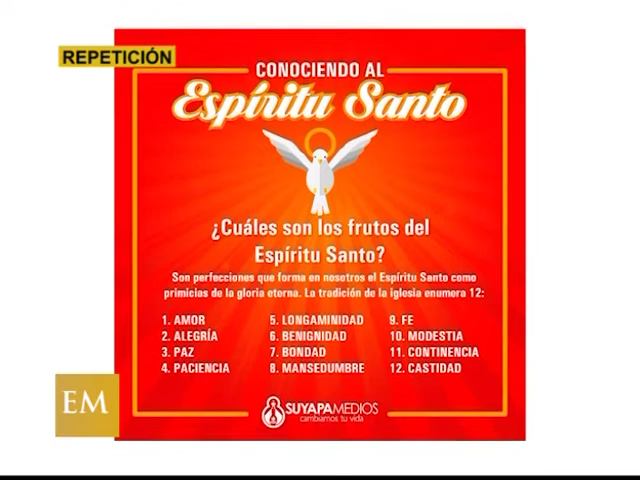 REPETICIÓN
CONOCIENDO AL
Espíritu Santo
¿Cuáles son los frutos del
Espíritu Santo?
Son perfecciones que forma en nosotros el Espíritu Santo como
primicias de la gloria eterna. La tradición de la iglesia enumera 12:
1. AMOR
2. ALEGRÍA
3. PAZ
4. PACIENCIA
5. LONGAMINIDAD
6. BENIGNIDAD
7. BONDAD
8. MANSEDUMBRE
9. FE
10. MODESTIA
11. CONTINENCIA
12. CASTIDAD
EM
SUYAPAMEDIOS
cambiamos tu vida